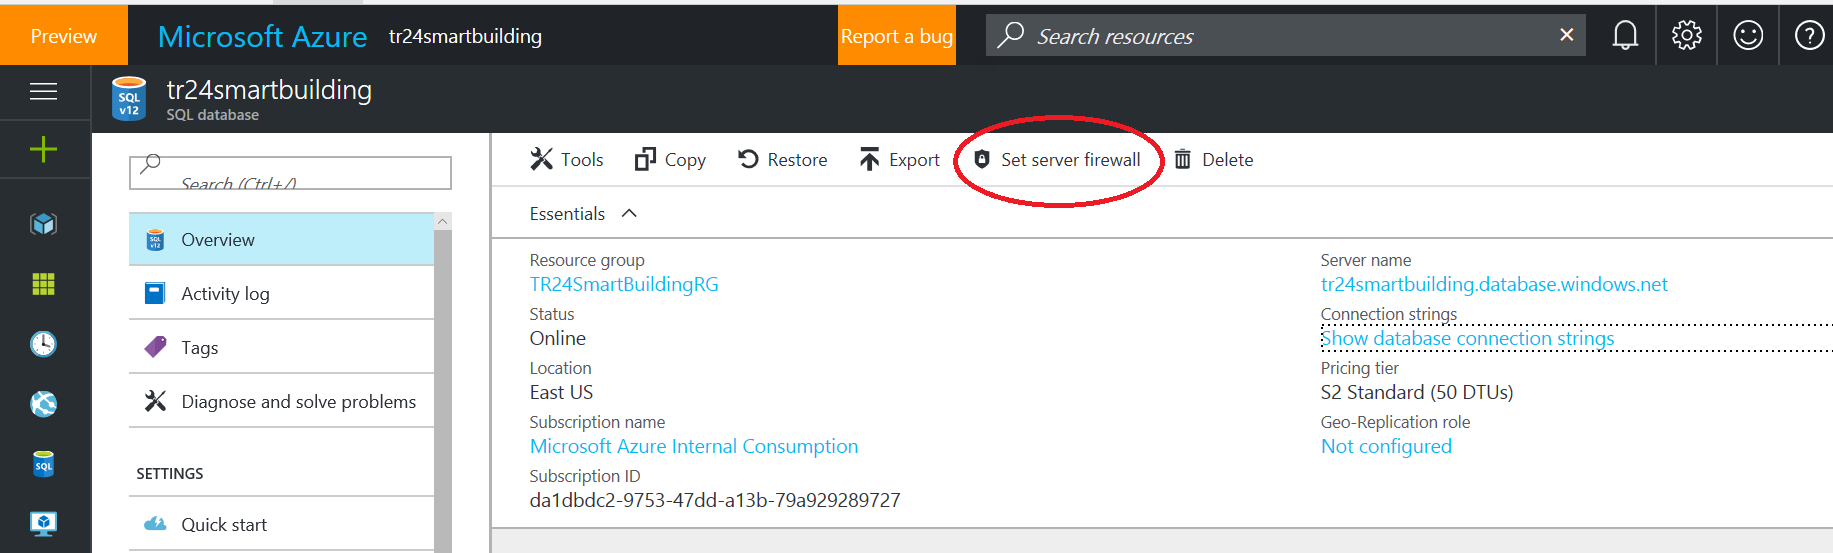 Preview
Microsoft Azure tr24smartbuilding
Report a bug
Search resources
tr24smartbuilding
SQL database
SQL
v12
Search (Ctrl+/)
Overview
Activity log
Tags
Diagnose and solve problems
SETTINGS
Quick start
SQL
Tools Copy Restore Export Set server firewall Delete
Essentials
Resource group
TR24SmartBuildingRG
Status
Online
Location
East US
Subscription name
Microsoft Azure Internal Consumption
Subscription ID
da1dbdc2-9753-47dd-a13b-79a929289727
Server name
tr24smartbuilding.database.windows.net
Connection strings
Show database connection strings
Pricing tier
S2 Standard (50 DTUs)
Geo-Replication role
Not configured